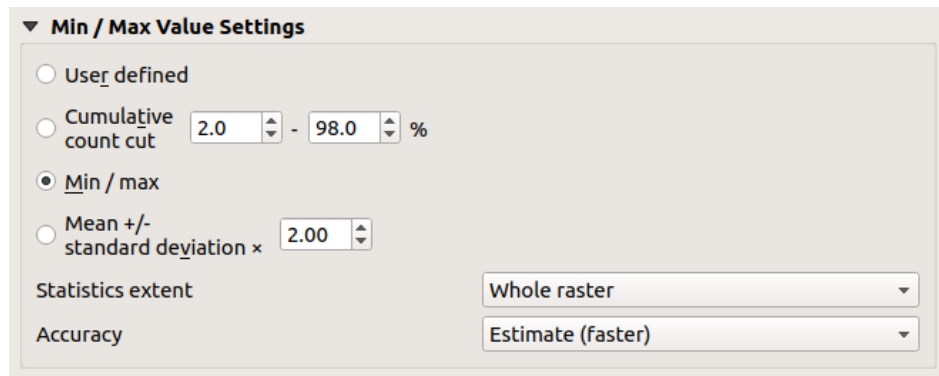 Min / Max Value Settings
User defined
Cumulative
count cut 2.0 - 98.0 %
Min / max
Mean +/-
standard deviation × 2.00
Statistics extent Whole raster
Accuracy Estimate (faster)